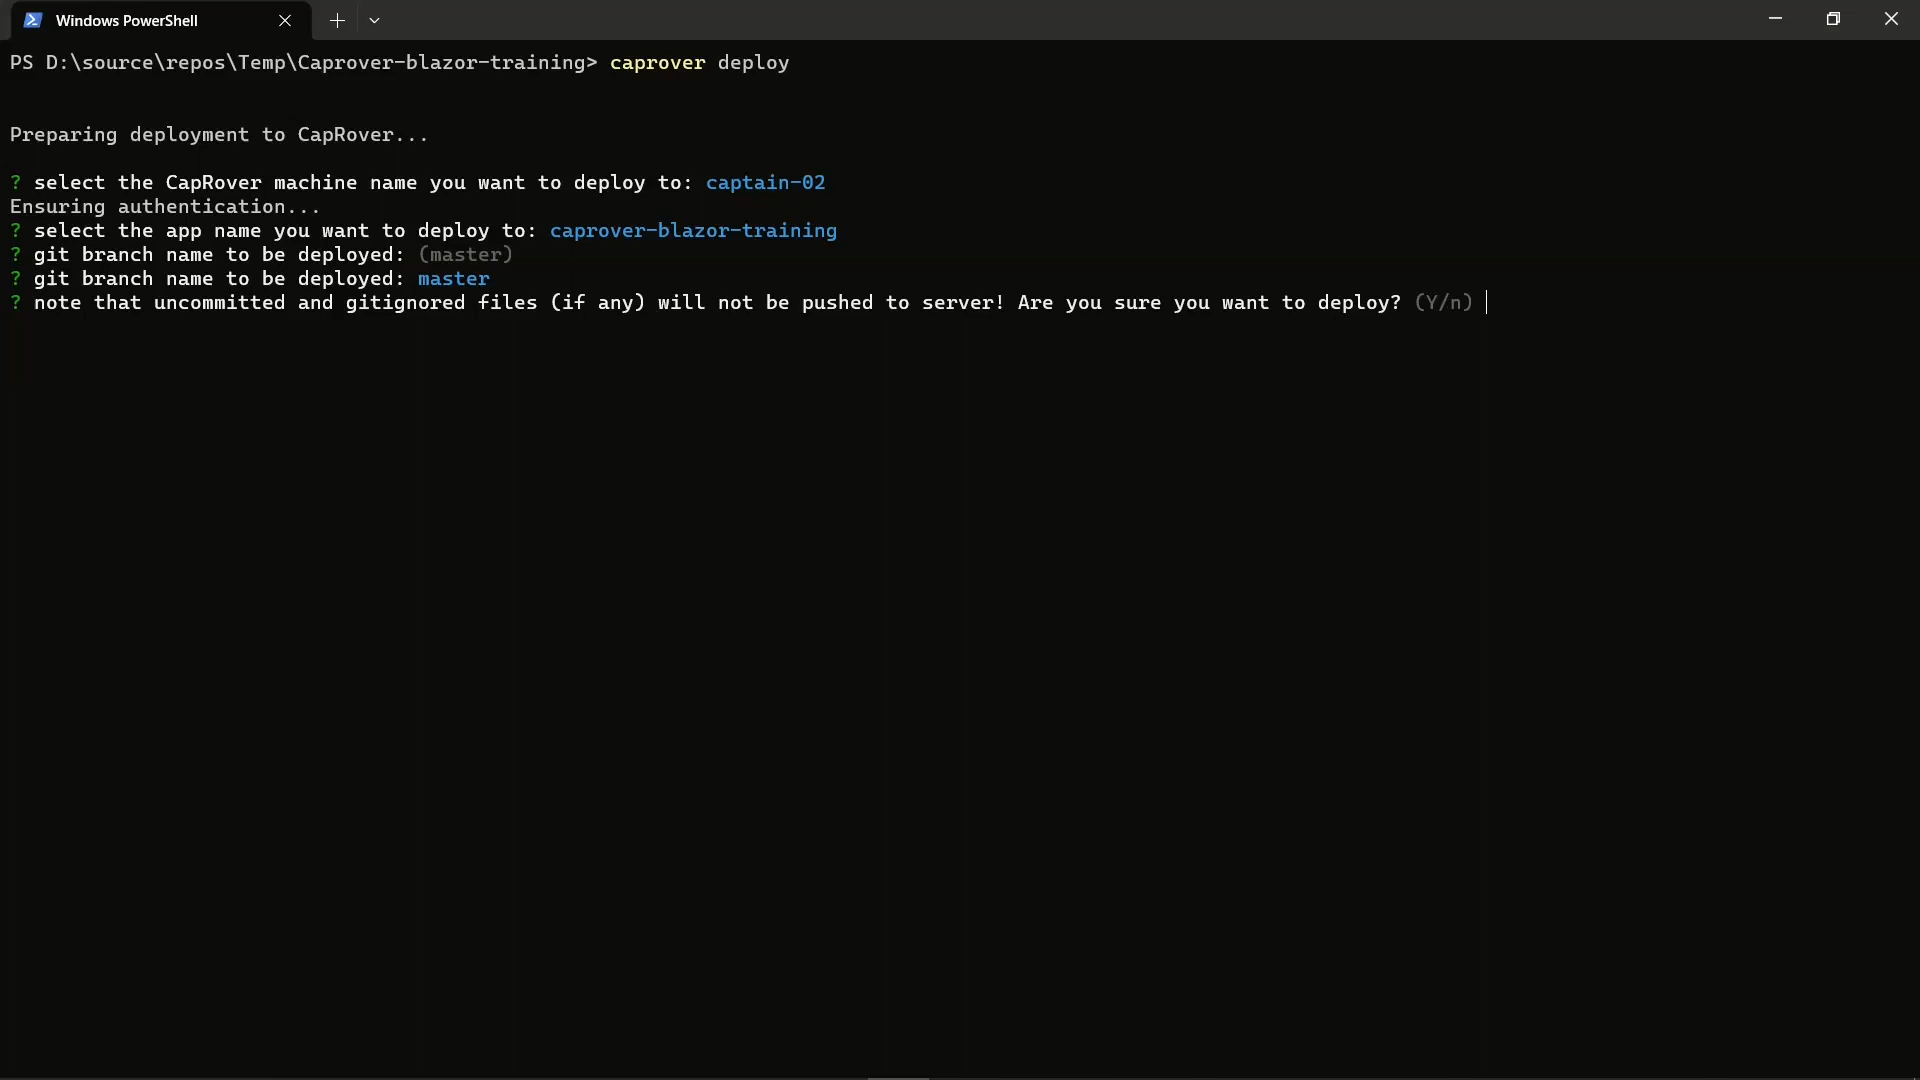 Windows PowerShell
PS D:\source\repos\Temp\Caprover-blazor-training> caprover deploy
Preparing deployment to CapRover...
? select the CapRover machine name you want to deploy to: captain-02
Ensuring authentication...
? select the app name you want to deploy to: caprover-blazor-training
? git branch name to be deployed: (master)
? git branch name to be deployed: master
? note that uncommitted and gitignored files (if any) will not be pushed to server! Are you sure you want to deploy? (Y/n)